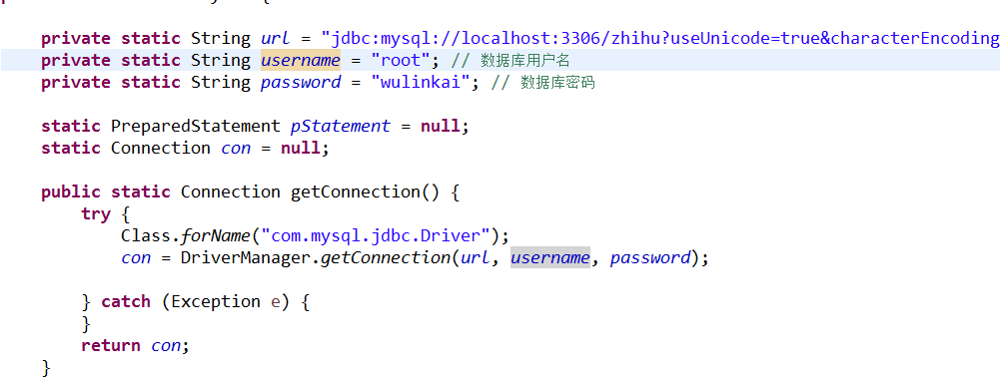 private static String url = "jdbc:mysql://localhost:3306/zhihu?useUnicode=true&characterEncoding
private static String username = "root"; // 数据库用户名
private static String password = "wulinkai"; // 数据库密码
static PreparedStatement pStatement = null;
static Connection con = null;
public static Connection getConnection() {
try {
Class.forName("com.mysql.jdbc.Driver");
con = DriverManager.getConnection(url, username, password);
} catch (Exception e) {
}
return con;
}